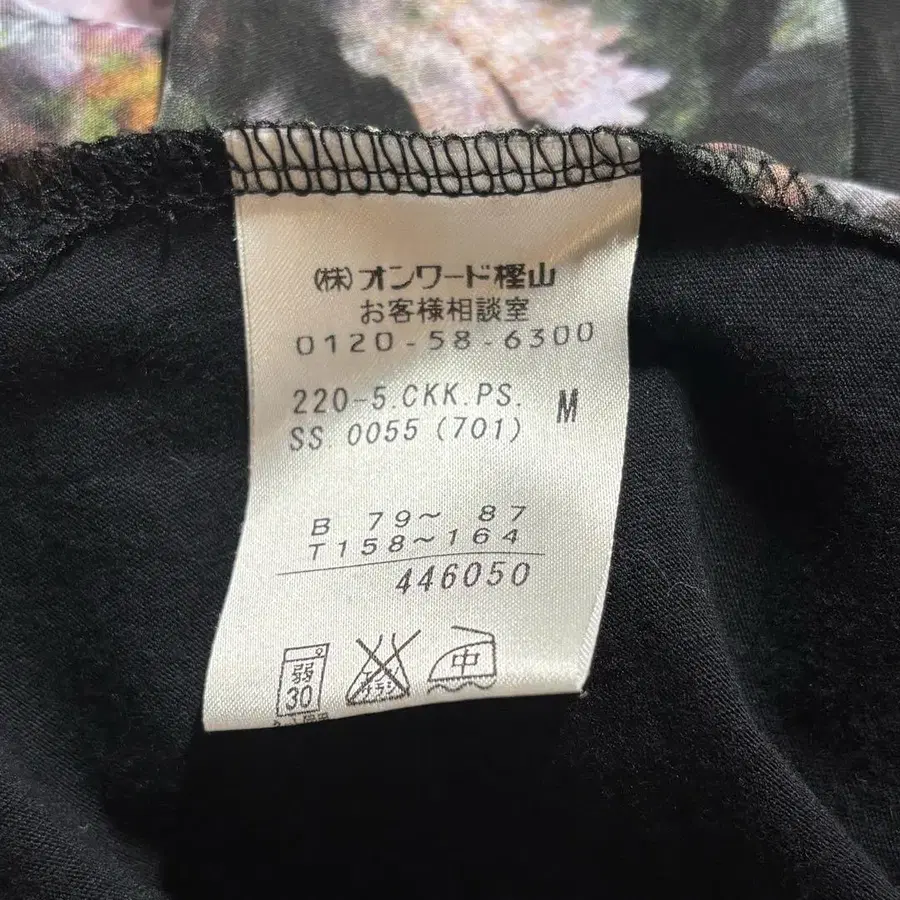 (株)オンワード樫山
お客様相談室
0120-58-6300
220-5.CKK.PS. M
SS.0055(701)
B 79~ 87
T158~164
446050
弱 中
30